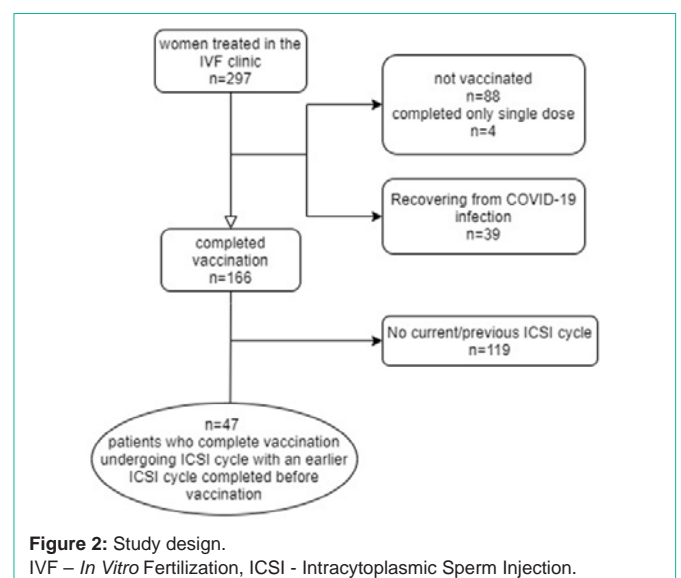 women treated in the
IVF clinic
n=297
not vaccinated
n=88
completed only single dose
n=4
Recovering from COVID-19
infection
n=39
completed
vaccination
n=166
No current/previous ICSI cycle
n=119
n=47
patients who complete vaccination
undergoing ICSI cycle with an earlier
ICSI cycle completed before
vaccination
Figure 2: Study design.
IVF – In Vitro Fertilization, ICSI - Intracytoplasmic Sperm Injection.